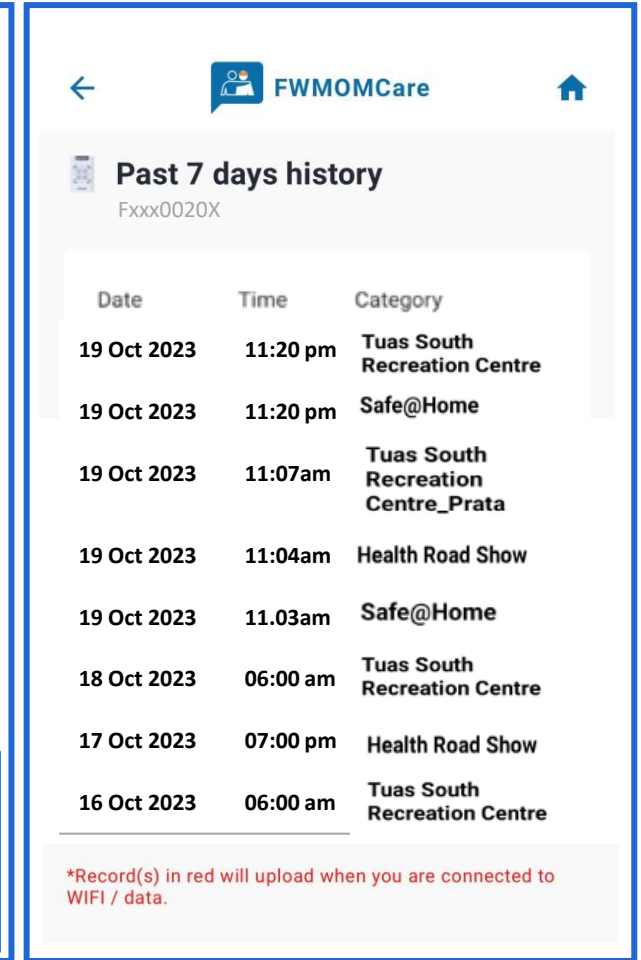 FWMOMCare
Past 7 days history
Fxxx0020X
Date Time Category
19 Oct 2023 11:20 pm Tuas South
Recreation Centre
19 Oct 2023 11:20 pm Safe@Home
19 Oct 2023 11:07am Tuas South
Recreation
Centre_Prata
19 Oct 2023 11:04am Health Road Show
19 Oct 2023 11.03am Safe@Home
18 Oct 2023 06:00 am Tuas South
Recreation Centre
17 Oct 2023 07:00 pm Health Road Show
16 Oct 2023 06:00 am Tuas South
Recreation Centre
*Record(s) in red will upload when you are connected to
WIFI / data.